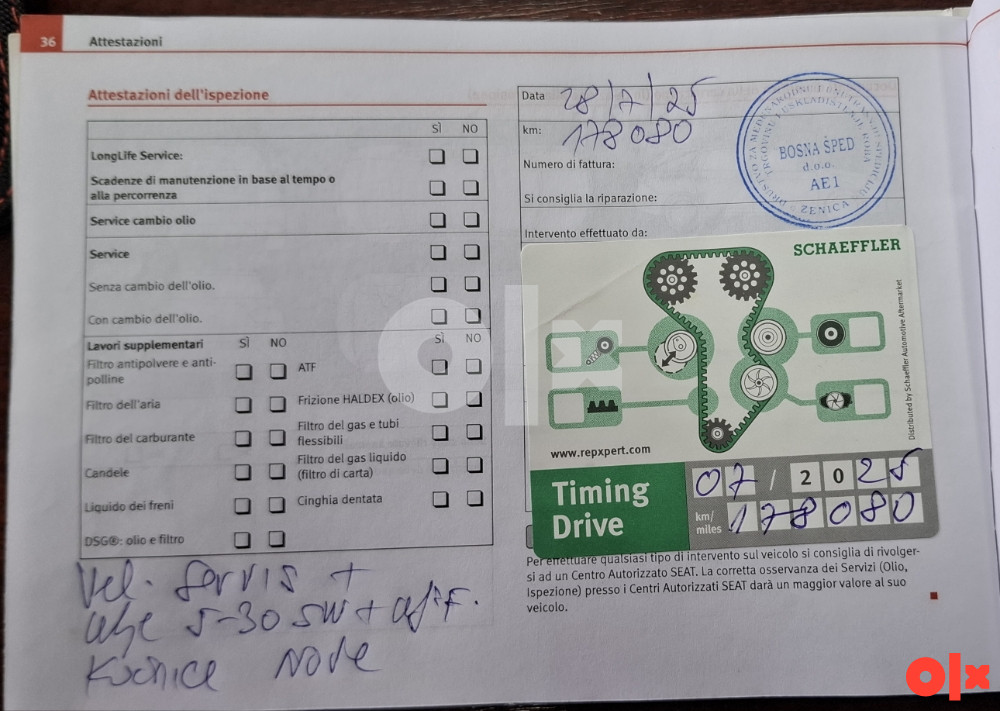 36 Attestazioni
Attestazioni dell'ispezione
SÌ NO
LongLife Service:
Scadenze di manutenzione in base al tempo o
alla percorrenza
Service cambio olio
Service
Senza cambio dell'olio.
Con cambio dell'olio.
Lavori supplementari SÌ NO SÌ NO
Filtro antipolvere e anti-
polline
ATF
Filtro dell'aria
Frizione HALDEX (olio)
Filtro del carburante
Filtro del gas e tubi
flessibili
Candele
Filtro del gas liquido
(filtro di carta)
Liquido dei freni
Cinghia dentata
DSG®: olio e filtro
Vel. servis +
ulje 5-30 SW +
Kočnice Nove
Data 28/7/25
km: 178080
Numero di fattura:
Si consiglia la riparazione:
Intervento effettuato da:
BOSNA ŠPED
d.o.o.
AE1
ZENICA
SCHAEFFLER
www.repxpert.com
Distributed by Schaeffler Automotive Aftermarket
Timing
Drive
07 / 2025
km/
miles
178080
Per effettuare qualsiasi tipo di intervento sul veicolo si consiglia di rivolger-
si ad un Centro Autorizzato SEAT. La corretta osservanza dei Servizi (Olio,
Ispezione) presso i Centri Autorizzati SEAT darà un maggior valore al suo
veicolo.
olx
olx